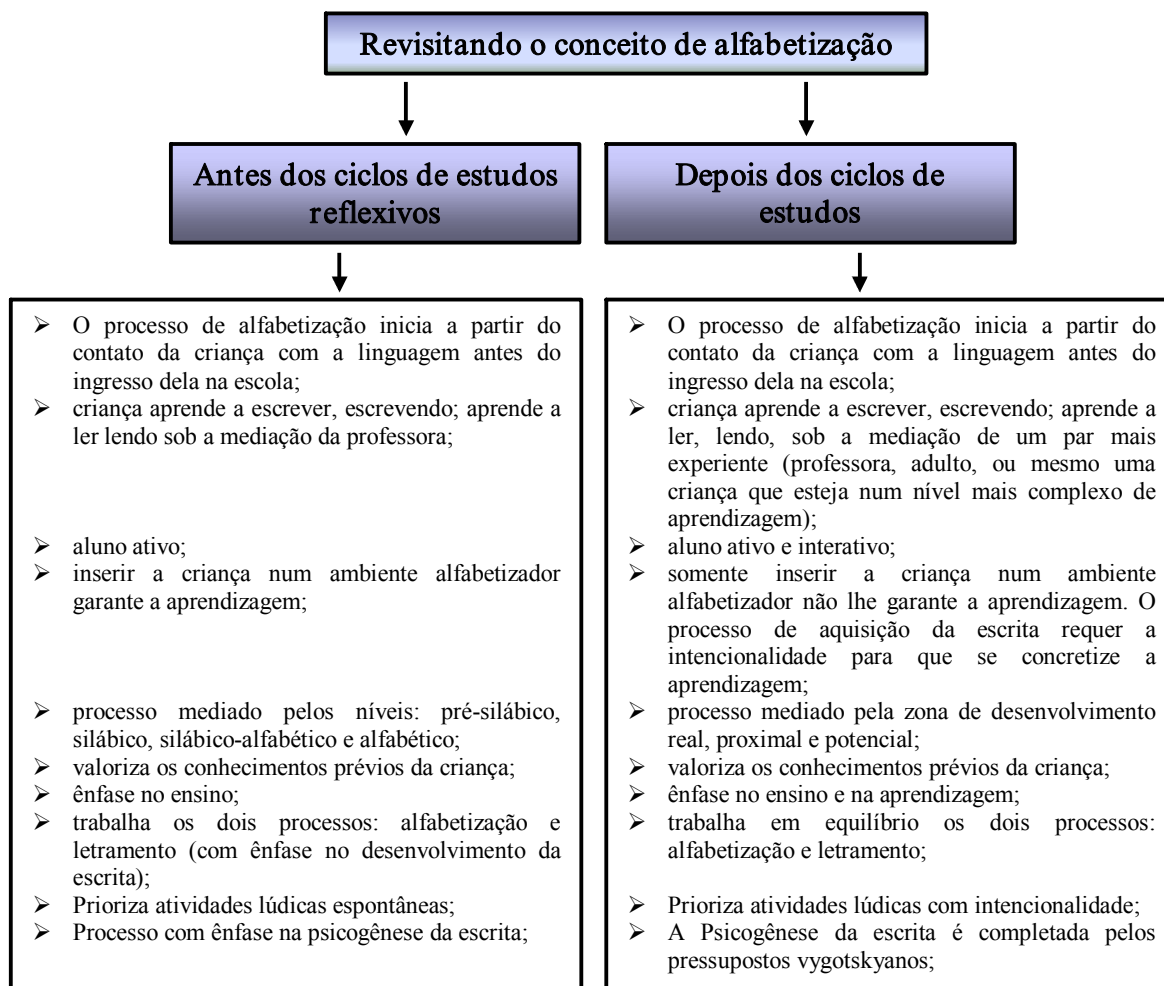 Revisitando o conceito de alfabetização
Antes dos ciclos de estudos
reflexivos
Depois dos ciclos de
estudos
➢ O processo de alfabetização inicia a partir do
contato da criança com a linguagem antes do
ingresso dela na escola;
➢ criança aprende a escrever, escrevendo; aprende a
ler lendo sob a mediação da professora;
➢ aluno ativo;
➢ inserir a criança num ambiente alfabetizador
garante a aprendizagem;
➢ processo mediado pelos níveis: pré-silábico,
silábico, silábico-alfabético e alfabético;
➢ valoriza os conhecimentos prévios da criança;
➢ ênfase no ensino;
➢ trabalha os dois processos: alfabetização e
letramento (com ênfase no desenvolvimento da
escrita);
➢ Prioriza atividades lúdicas espontâneas;
➢ Processo com ênfase na psicogênese da escrita;
➢ O processo de alfabetização inicia a partir do
contato da criança com a linguagem antes do
ingresso dela na escola;
➢ criança aprende a escrever, escrevendo; aprende a
ler, lendo, sob a mediação de um par mais
experiente (professora, adulto, ou mesmo uma
criança que esteja num nível mais complexo de
aprendizagem);
➢ aluno ativo e interativo;
➢ somente inserir a criança num ambiente
alfabetizador não lhe garante a aprendizagem. O
processo de aquisição da escrita requer a
intencionalidade para que se concretize a
aprendizagem;
➢ processo mediado pela zona de desenvolvimento
real, proximal e potencial;
➢ valoriza os conhecimentos prévios da criança;
➢ ênfase no ensino e na aprendizagem;
➢ trabalha em equilíbrio os dois processos:
alfabetização e letramento;
➢ Prioriza atividades lúdicas com intencionalidade;
➢ A Psicogênese da escrita é completada pelos
pressupostos vygotskyanos;